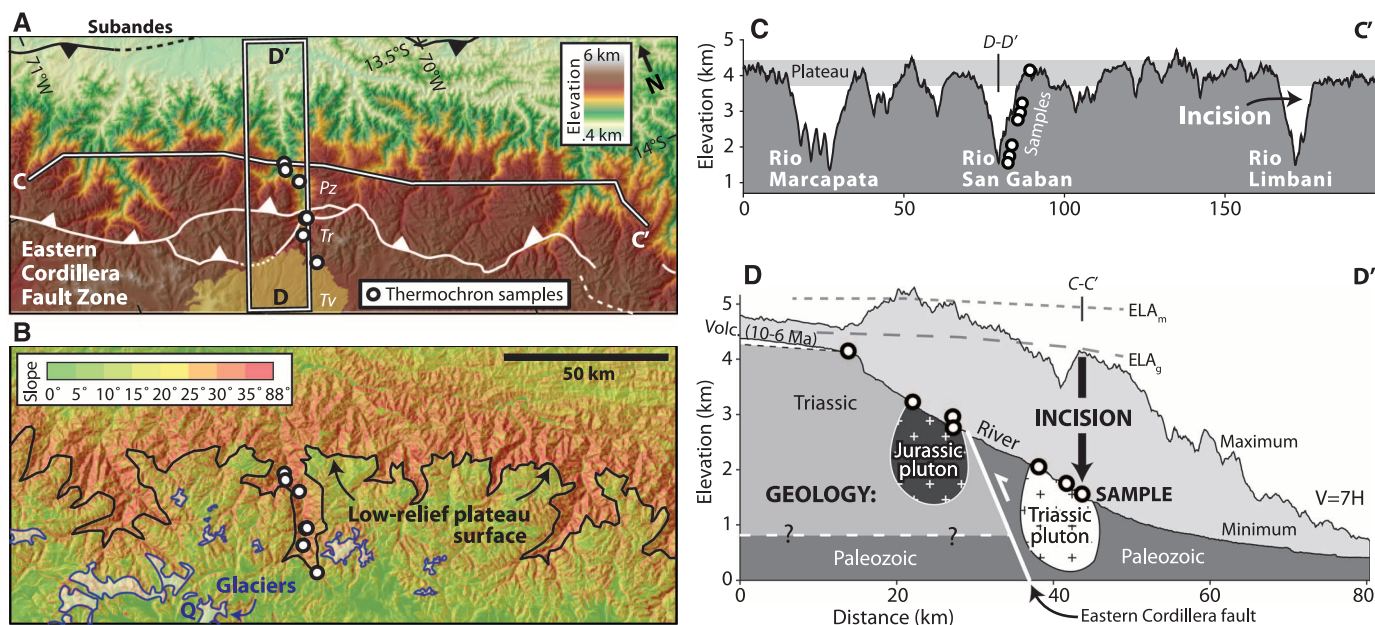 A
Subandes
71°W
D'
13.5°S
70°W
6 km
Elevation
.4 km
N
14°S
C
Pz
C'
Tr
Eastern
Cordillera
Fault Zone
D
Tv
Thermochron samples
B
Slope
0° 5° 10° 15° 20° 25° 30° 35° 88°
50 km
Low-relief plateau
surface
Glaciers
Q
C
C'
D-D'
Elevation (km)
5
4
3
2
1
Plateau
Samples
Incision
Rio
Marcapata
Rio
San Gaban
Rio
Limbani
0 50 100 150
D
D'
C-C'
ELAm
Volc. (10-6 Ma)
ELAg
Elevation (km)
5
4
3
2
1
0
Triassic
INCISION
River
Jurassic
pluton
Maximum
GEOLOGY:
SAMPLE
V=7H
Triassic
pluton
Minimum
? ?
Paleozoic
Paleozoic
0 20 40 60 80
Distance (km)
Eastern Cordillera fault